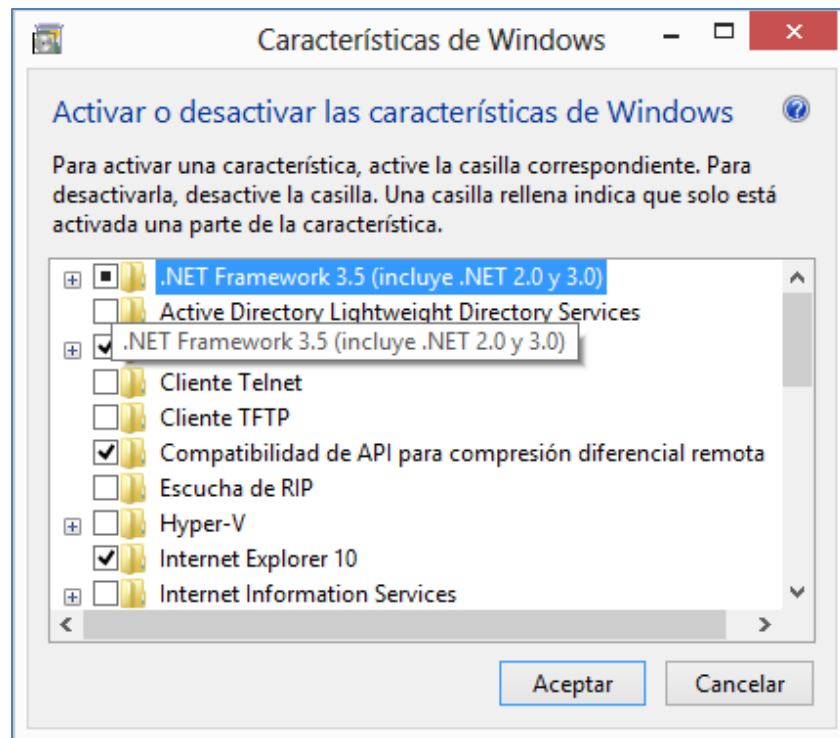 Características de Windows
Activar o desactivar las características de Windows
Para activar una característica, active la casilla correspondiente. Para
desactivarla, desactive la casilla. Una casilla rellena indica que solo está
activada una parte de la característica.
.NET Framework 3.5 (incluye .NET 2.0 y 3.0)
Active Directory Lightweight Directory Services
.NET Framework 3.5 (incluye .NET 2.0 y 3.0)
Cliente Telnet
Cliente TFTP
Compatibilidad de API para compresión diferencial remota
Escucha de RIP
Hyper-V
Internet Explorer 10
Internet Information Services
Aceptar Cancelar